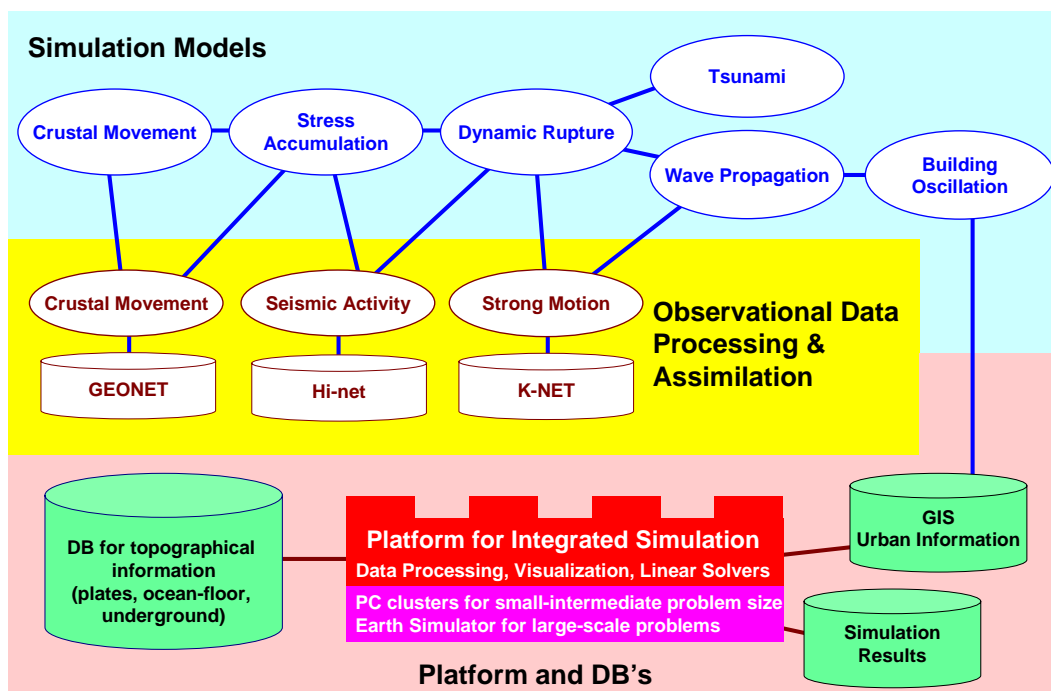 Simulation Models
Tsunami
Crustal Movement
Stress
Accumulation
Dynamic Rupture
Wave Propagation
Building
Oscillation
Crustal Movement
Seismic Activity
Strong Motion
Observational Data
Processing &
Assimilation
GEONET
Hi-net
K-NET
DB for topographical
information
(plates, ocean-floor,
underground)
Platform for Integrated Simulation
Data Processing, Visualization, Linear Solvers
PC clusters for small-intermediate problem size
Earth Simulator for large-scale problems
GIS
Urban Information
Simulation
Results
Platform and DB's